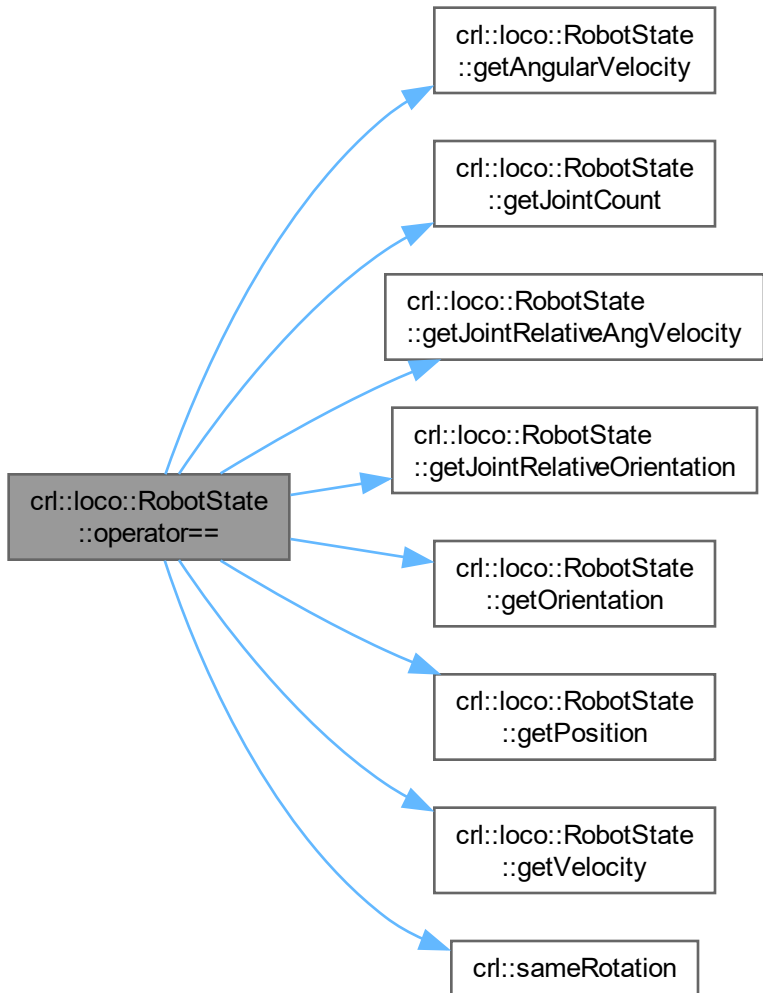 crl::loco::RobotState
::getAngularVelocity
crl::loco::RobotState
::getJointCount
crl::loco::RobotState
::getJointRelativeAngVelocity
crl::loco::RobotState
::getJointRelativeOrientation
crl::loco::RobotState
::operator==
crl::loco::RobotState
::getOrientation
crl::loco::RobotState
::getPosition
crl::loco::RobotState
::getVelocity
crl::sameRotation